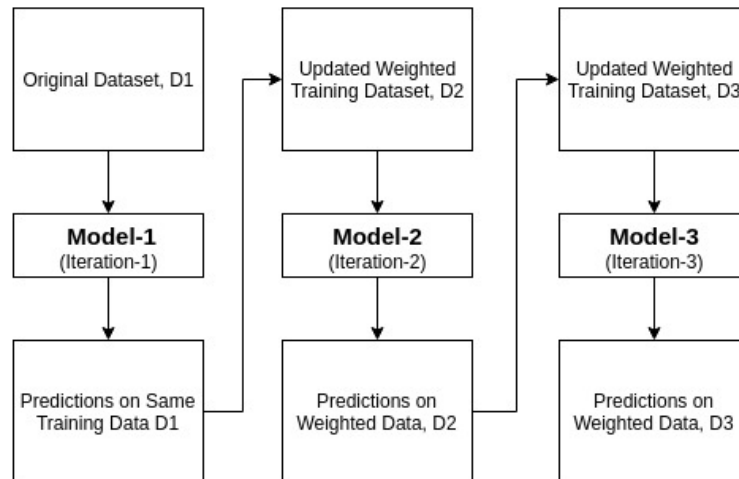 Original Dataset, D1
Model-1
(Iteration-1)
Predictions on Same
Training Data D1
Updated Weighted
Training Dataset, D2
Model-2
(Iteration-2)
Predictions on
Weighted Data, D2
Updated Weighted
Training Dataset, D3
Model-3
(Iteration-3)
Predictions on
Weighted Data, D3